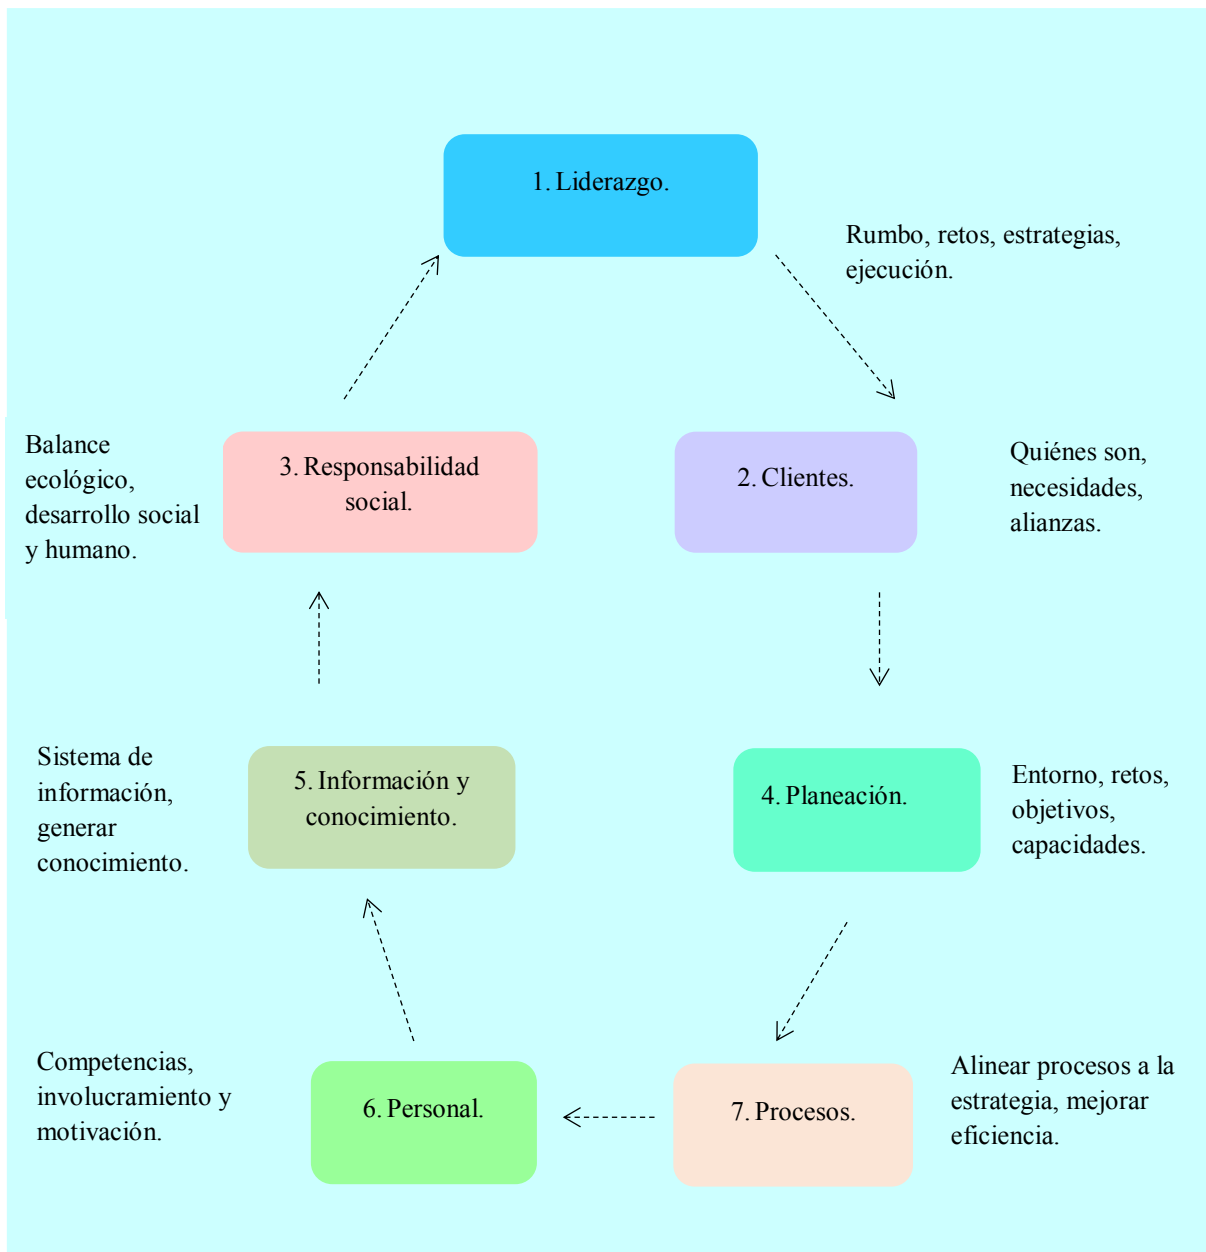 1. Liderazgo.
Rumbo, retos, estrategias,
ejecución.
Balance
ecológico,
desarrollo social
y humano.
3. Responsabilidad
social.
2. Clientes.
Quiénes son,
necesidades,
alianzas.
Sistema de
información,
generar
conocimiento.
5. Información y
conocimiento.
4. Planeación.
Entorno, retos,
objetivos,
capacidades.
Competencias,
involucramiento y
motivación.
6. Personal.
7. Procesos.
Alinear procesos a la
estrategia, mejorar
eficiencia.